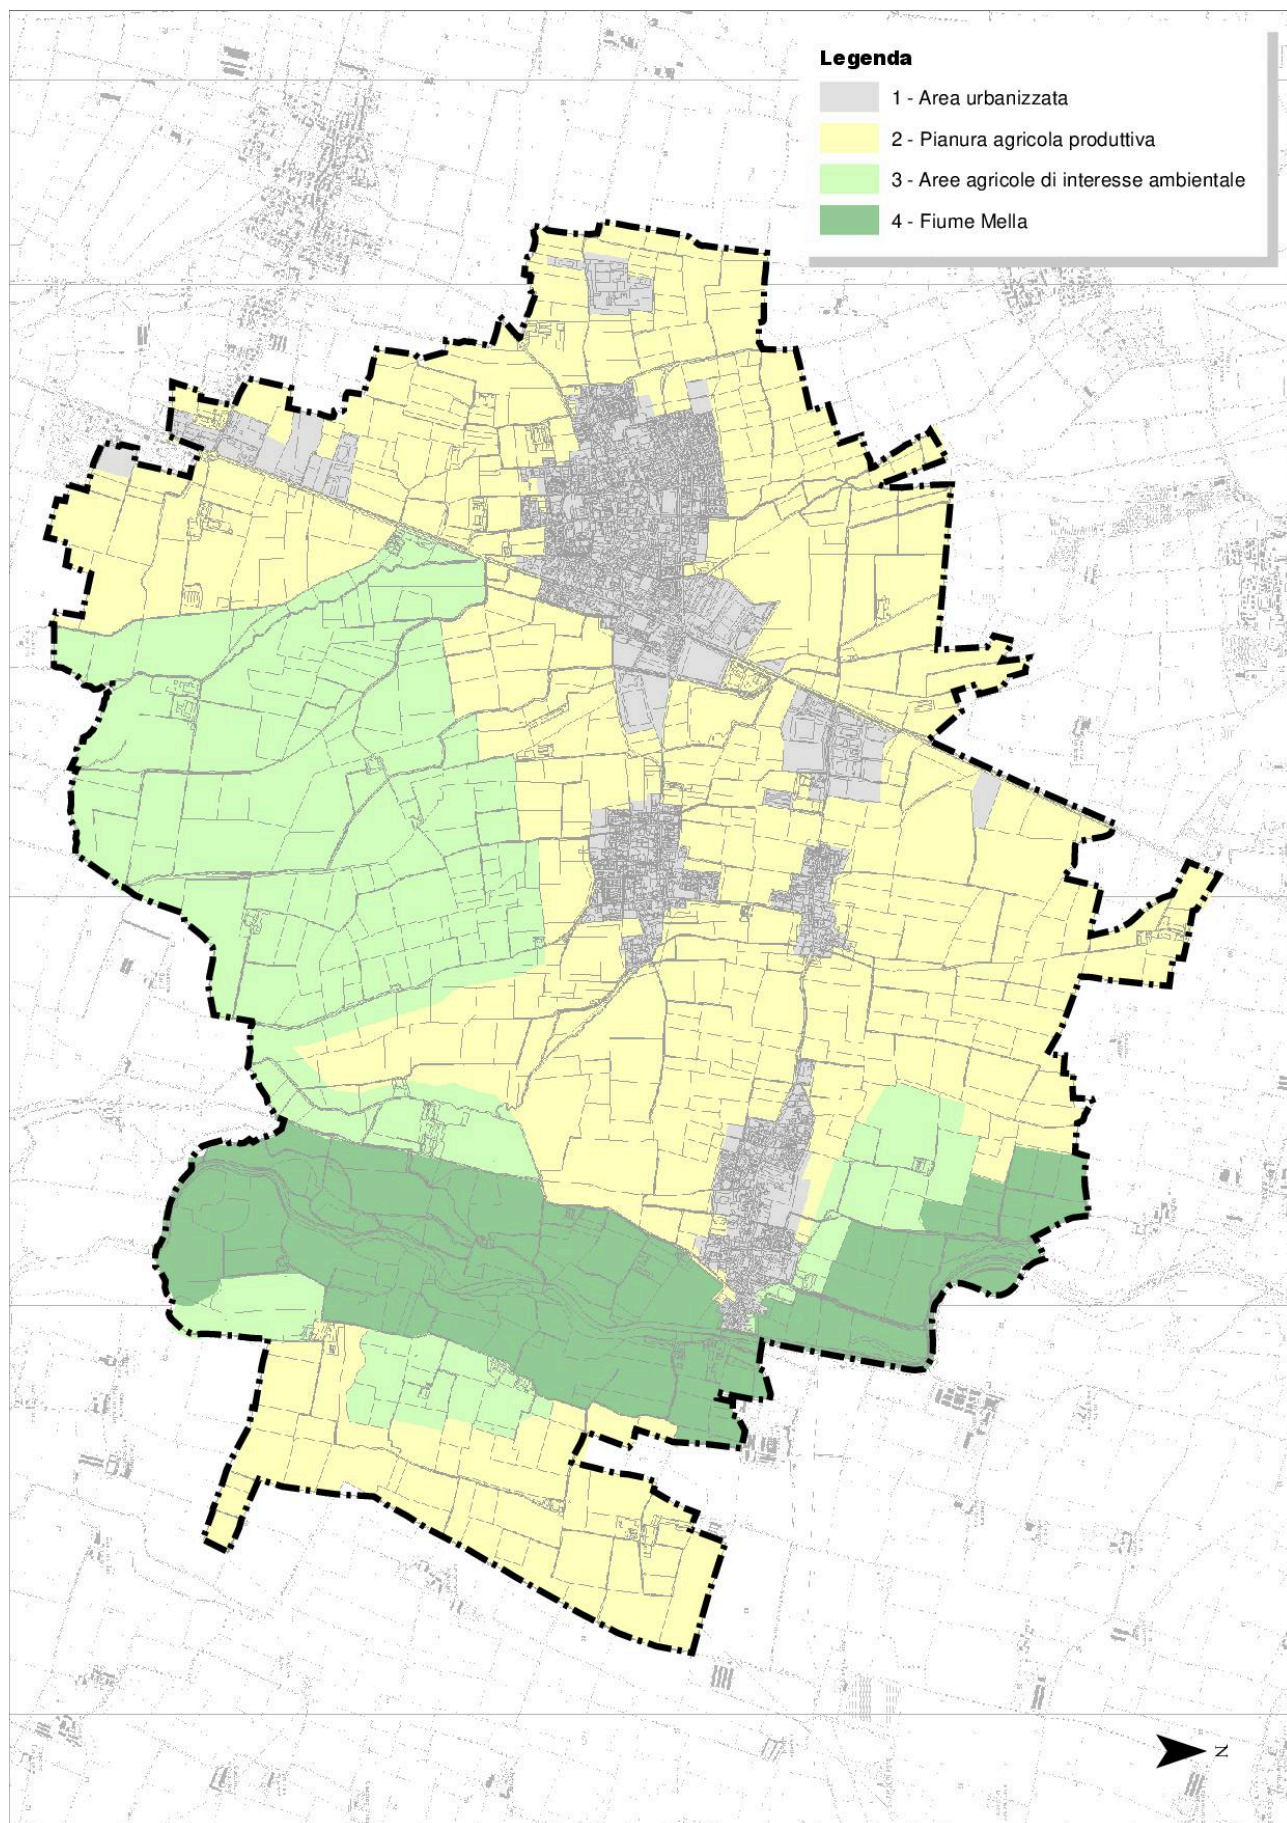 Legenda
1 - Area urbanizzata
2 - Pianura agricola produttiva
3 - Aree agricole di interesse ambientale
4 - Fiume Mella
N